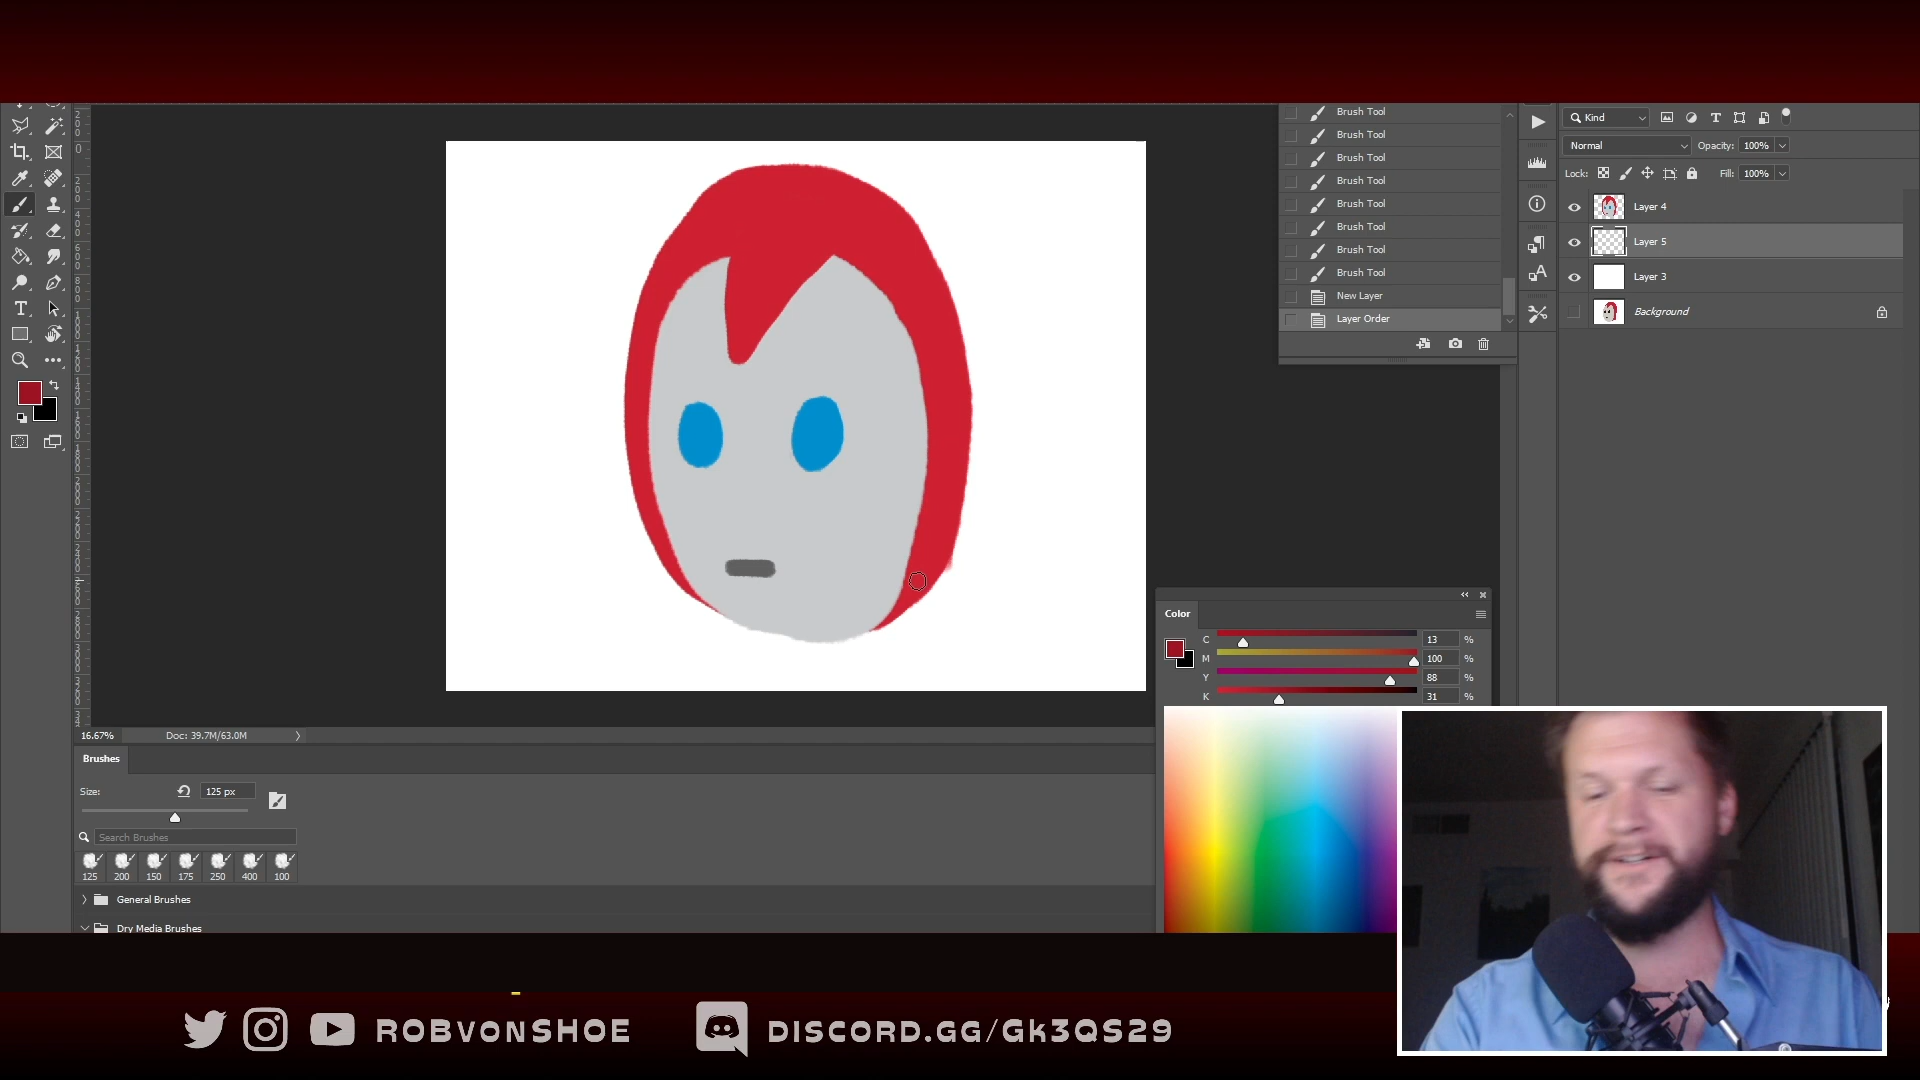 Brush Tool
Brush Tool
Brush Tool
Brush Tool
Brush Tool
Brush Tool
Brush Tool
Brush Tool
New Layer
Layer Order
Kind
Normal Opacity: 100%
Lock: Fill: 100%
Layer 4
Layer 5
Layer 3
Background
Color
C 13 %
M 100 %
Y 88 %
K 31 %
16.67% Doc: 39.7M/63.0M
Brushes
Size: 125 px
Search Brushes
125 200 150 175 250 400 100
General Brushes
Dry Media Brushes
ROBVONSHOE DISCORD.GG/GK3QS29